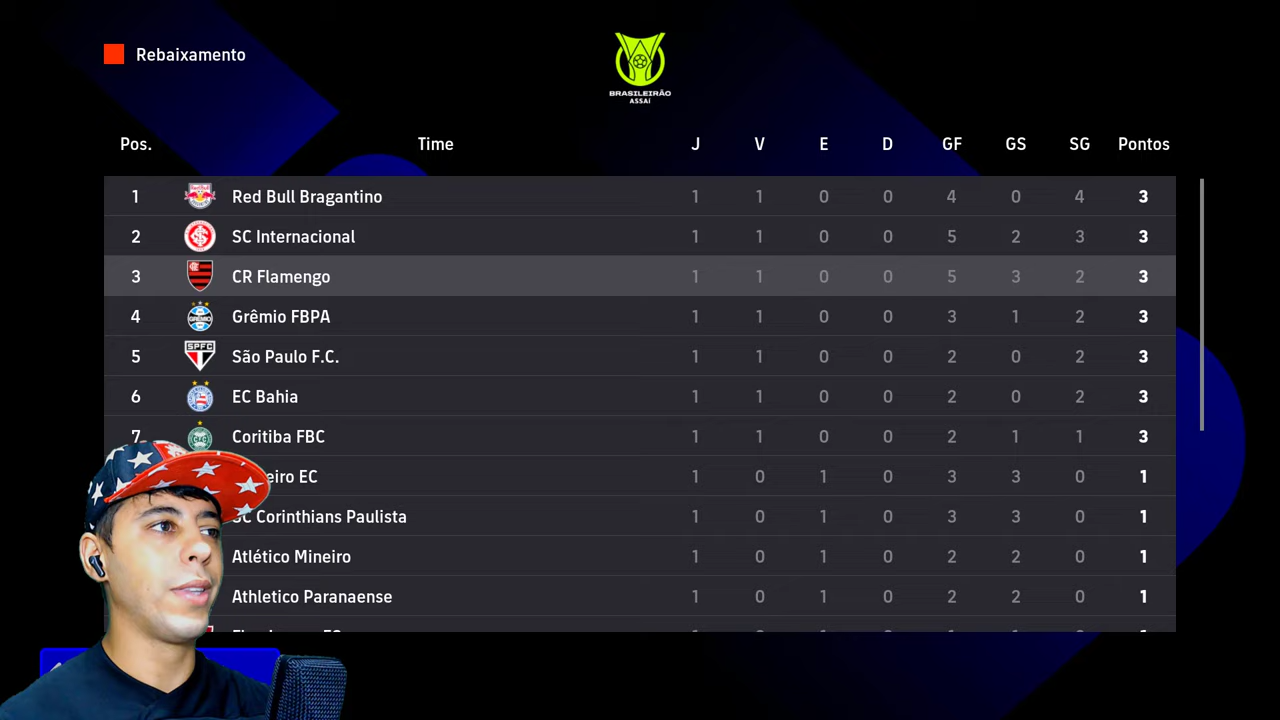 Rebaixamento
BRASILEIRÃO
ASSAÍ
Pos. Time J V E D GF GS SG Pontos
1 Red Bull Bragantino 1 1 0 0 4 0 4 3
2 SC Internacional 1 1 0 0 5 2 3 3
3 CR Flamengo 1 1 0 0 5 3 2 3
4 Grêmio FBPA 1 1 0 0 3 1 2 3
5 SPFC São Paulo F.C. 1 1 0 0 2 0 2 3
6 EC Bahia 1 1 0 0 2 0 2 3
7 Coritiba FBC 1 1 0 0 2 1 1 3
eiro EC 1 0 1 0 3 3 0 1
SC Corinthians Paulista 1 0 1 0 3 3 0 1
Atlético Mineiro 1 0 1 0 2 2 0 1
Athletico Paranaense 1 0 1 0 2 2 0 1